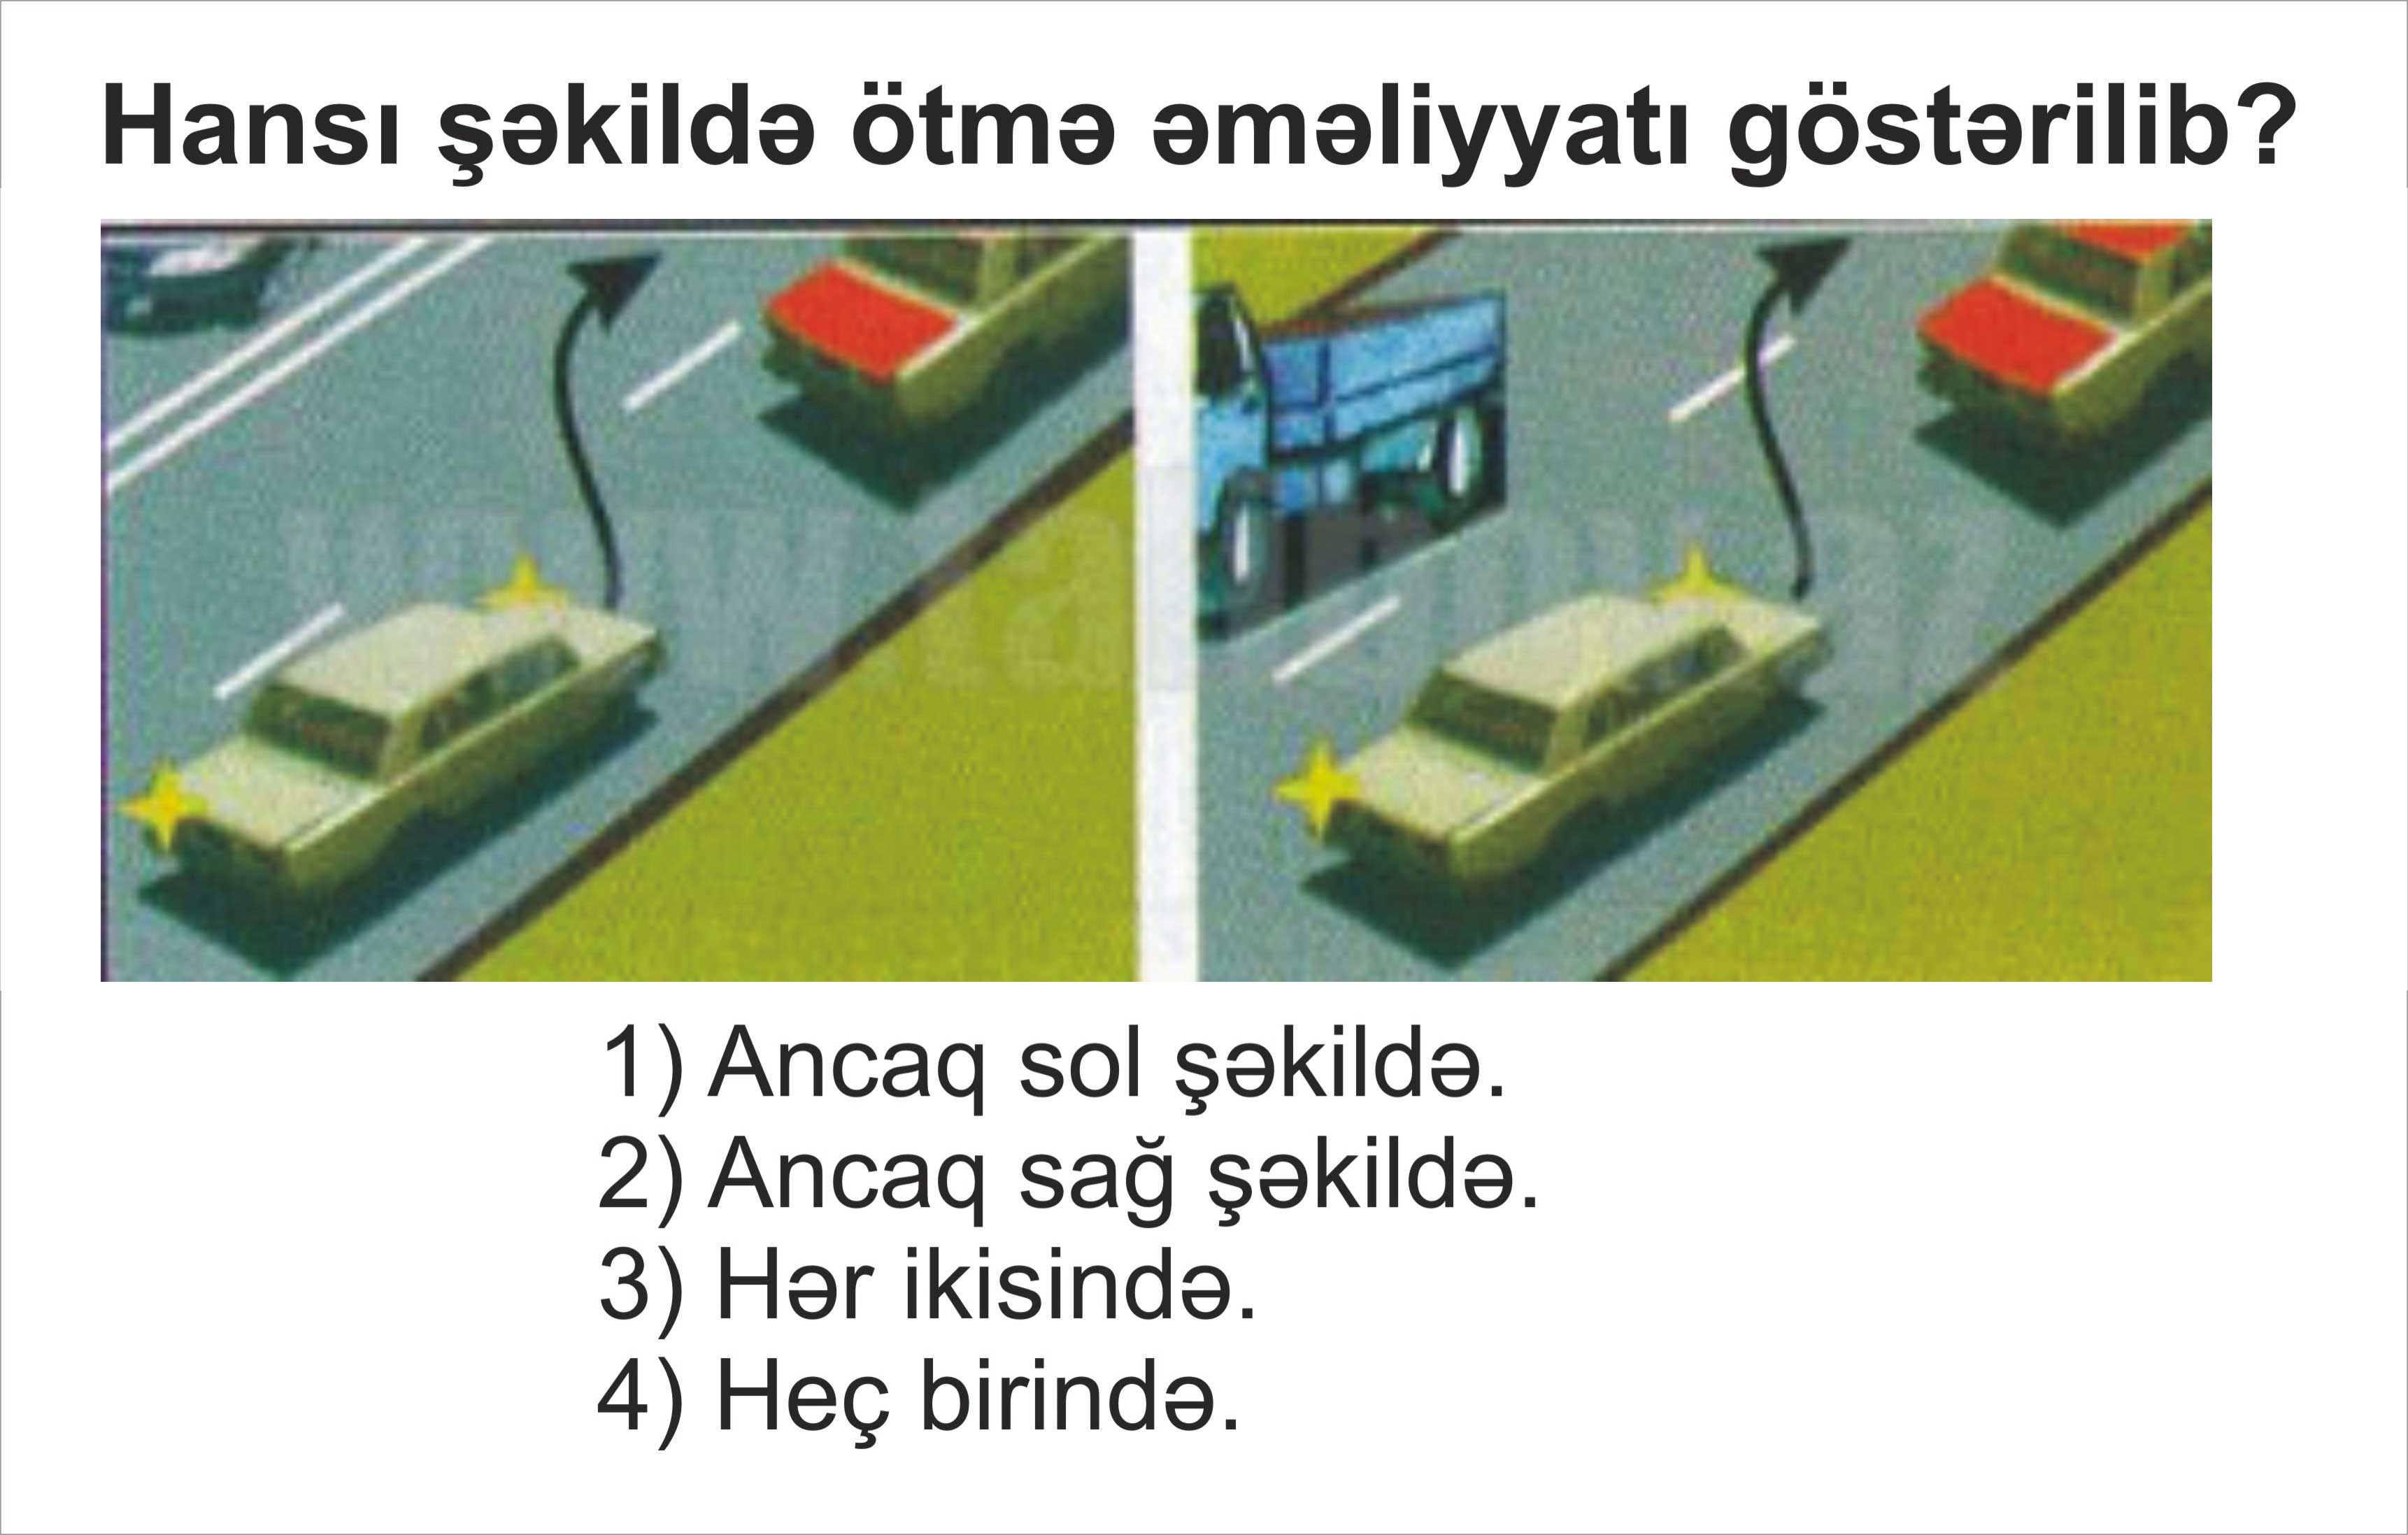 Hansı şəkildə ötmə əməliyyatı göstərilib?
1) Ancaq sol şəkildə.
2) Ancaq sağ şəkildə.
3) Hər ikisində.
4) Heç birində.